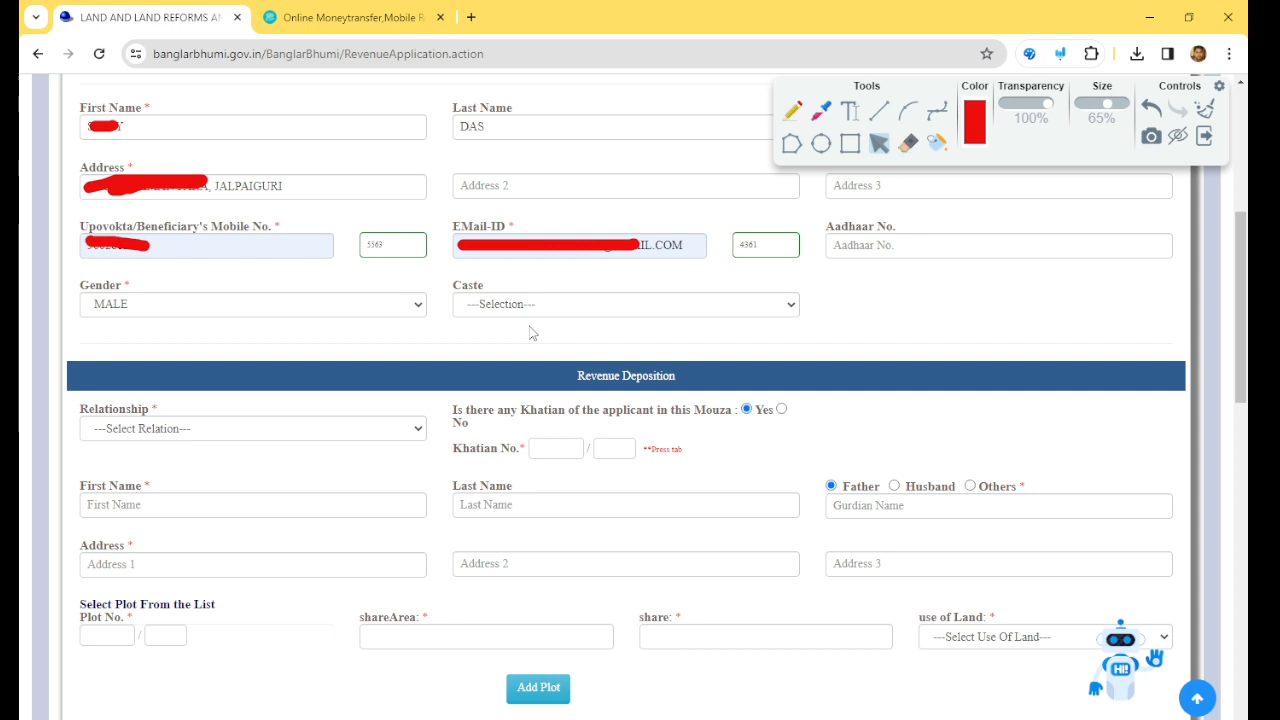 LAND AND LAND REFORMS A
Online Moneytransfer,Mobile R
banglarbhumi.gov.in/BanglarBhumi/RevenueApplication.action
Tools
Color
Transparency
Size
Controls
100%
65%
First Name *
Last Name
DAS
Address *
, JALPAIGURI
Address 2
Address 3
Upovokta/Beneficiary's Mobile No. *
EMail-ID *
Aadhaar No.
5563
IL.COM
4361
Aadhaar No.
Gender *
Caste
MALE
---Selection---
Revenue Deposition
Relationship *
Is there any Khatian of the applicant in this Mouza : Yes
No
---Select Relation---
Khatian No.* / **Press tab
First Name *
Last Name
Father Husband Others *
First Name
Last Name
Gurdian Name
Address *
Address 1
Address 2
Address 3
Select Plot From the List
Plot No. *
shareArea: *
share: *
use of Land: *
/
---Select Use Of Land---
HI!
Add Plot